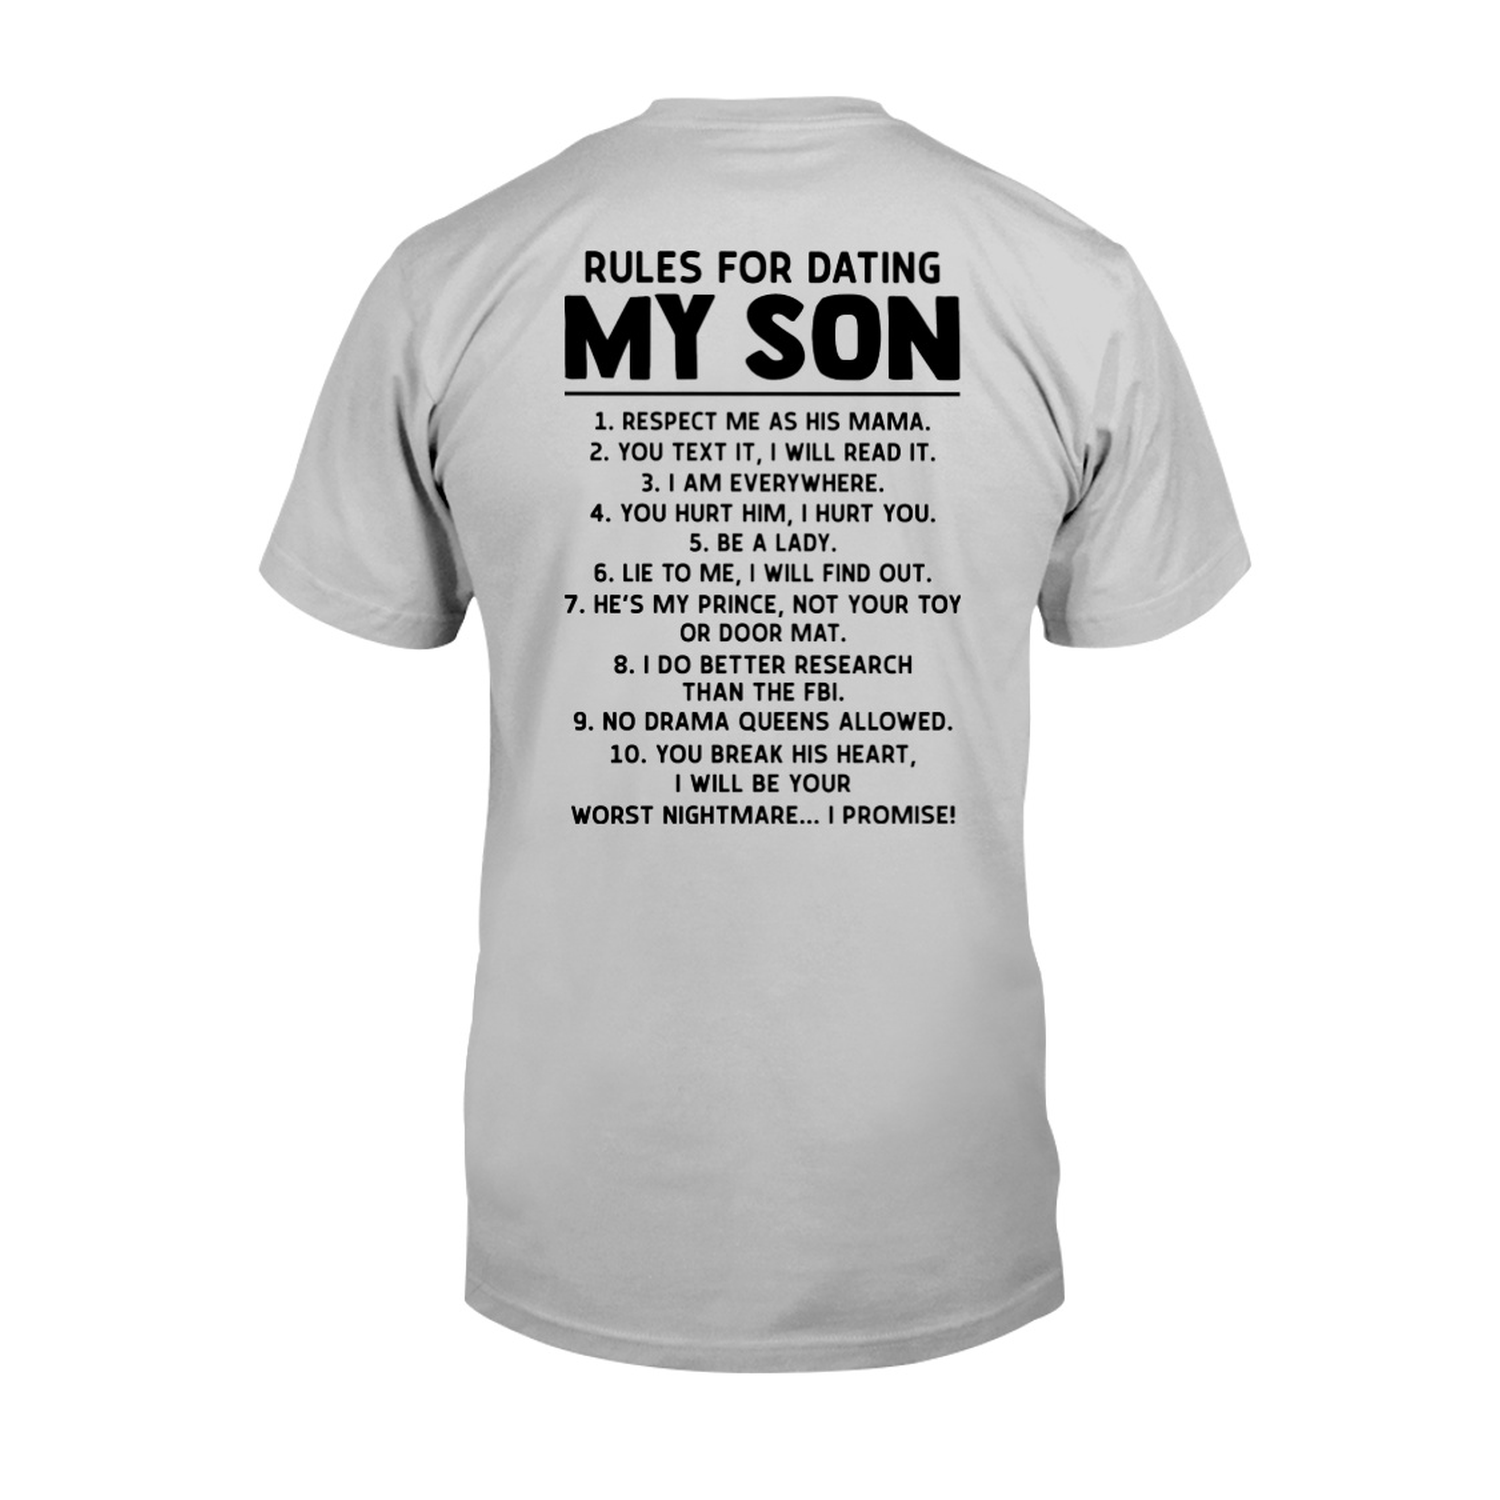 RULES FOR DATING
MY SON
1. RESPECT ME AS HIS MAMA.
2. YOU TEXT IT, I WILL READ IT.
3. I AM EVERYWHERE.
4. YOU HURT HIM, I HURT YOU.
5. BE A LADY.
6. LIE TO ME, I WILL FIND OUT.
7. HE'S MY PRINCE, NOT YOUR TOY
OR DOOR MAT.
8. I DO BETTER RESEARCH
THAN THE FBI.
9. NO DRAMA QUEENS ALLOWED.
10. YOU BREAK HIS HEART,
I WILL BE YOUR
WORST NIGHTMARE... I PROMISE!